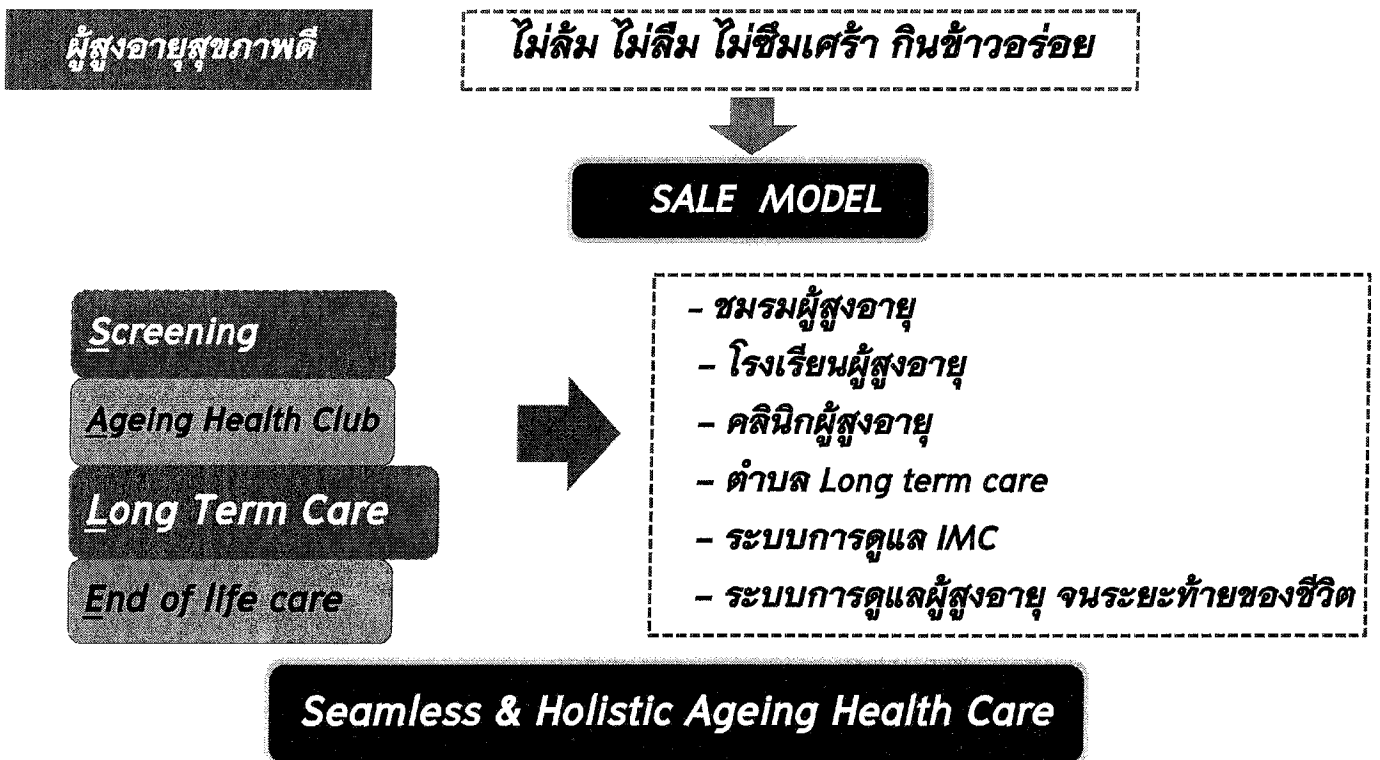 ผู้สูงอายุสุขภาพดี
ไม่ล้ม ไม่ลืม ไม่ซึมเศร้า กินข้าวอร่อย
SALE MODEL
Screening
Ageing Health Club
Long Term Care
End of life care
– ชมรมผู้สูงอายุ
– โรงเรียนผู้สูงอายุ
– คลินิกผู้สูงอายุ
– ตำบล Long term care
– ระบบการดูแล IMC
– ระบบการดูแลผู้สูงอายุ จนระยะท้ายของชีวิต
Seamless & Holistic Ageing Health Care